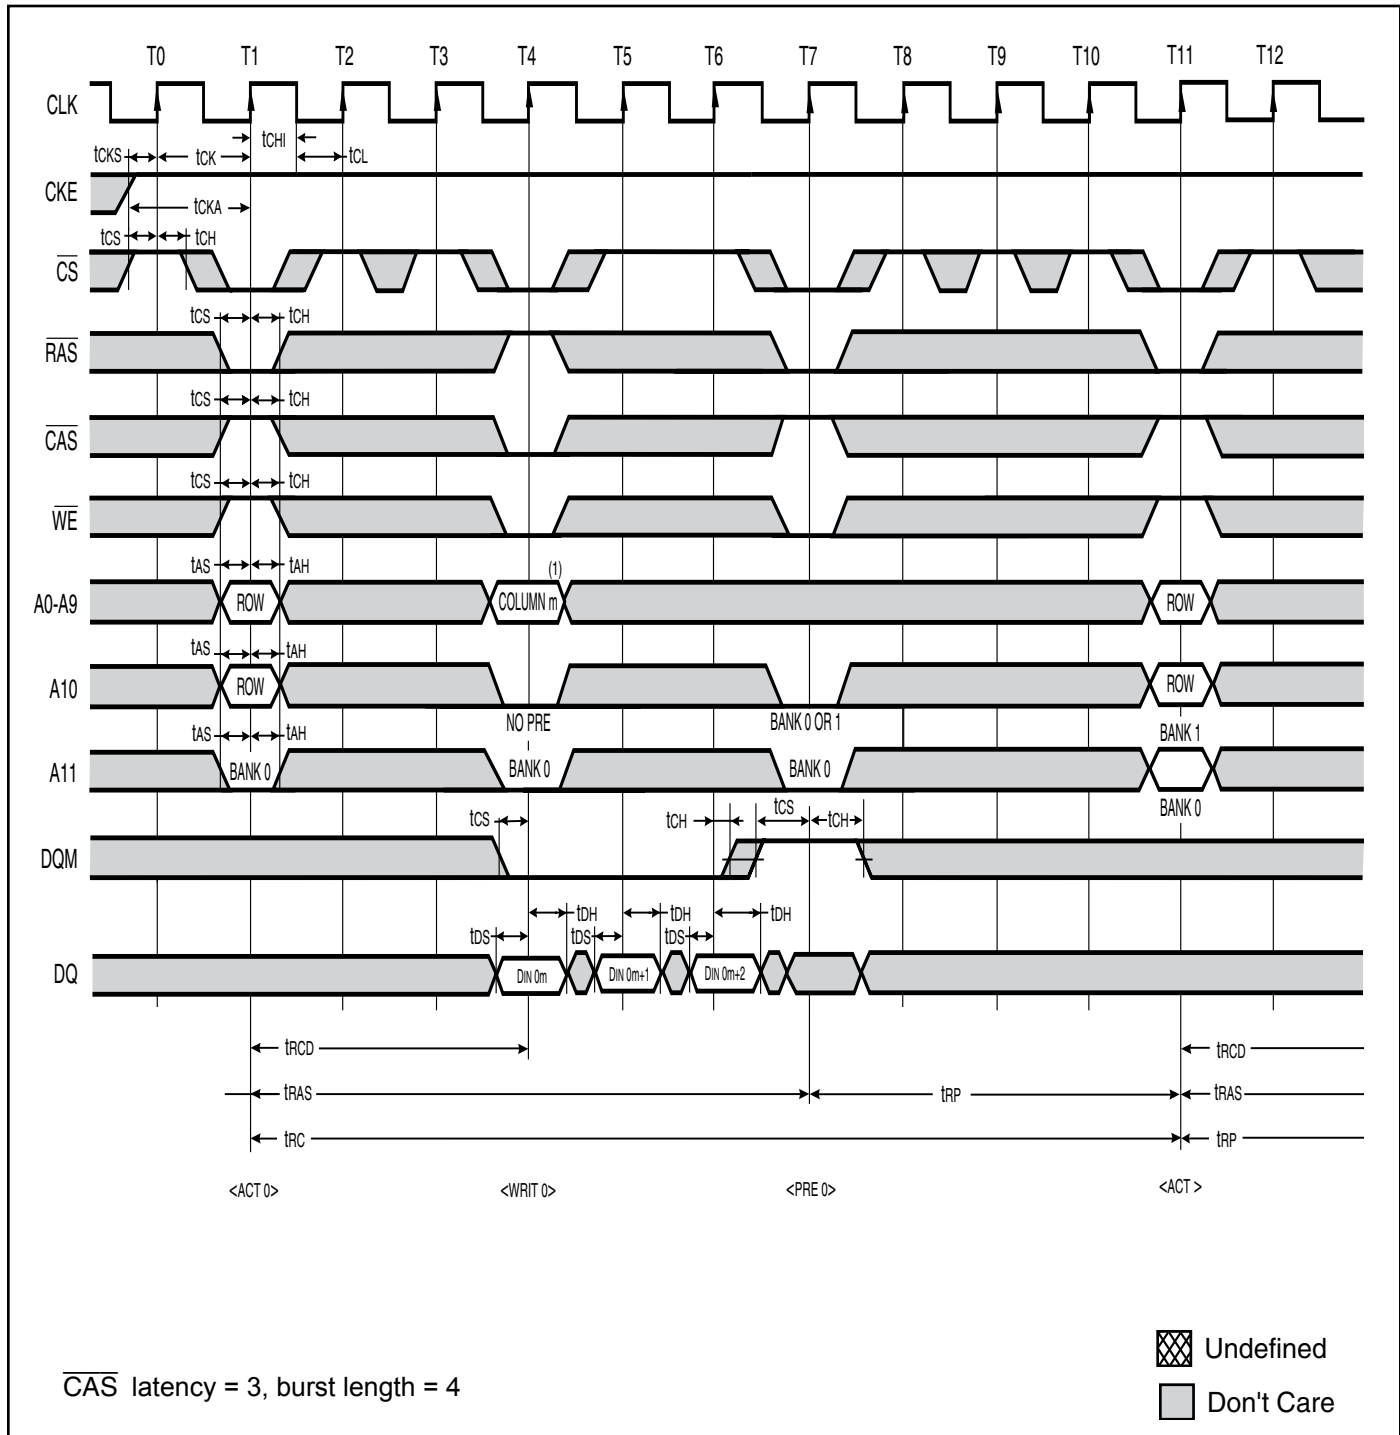 T0 T1 T2 T3 T4 T5 T6 T7 T8 T9 T10 T11 T12
CLK
tCHI
tCKS tCK tCL
CKE
tCKA
tCS tCH
CS
tCS tCH
RAS
tCS tCH
CAS
tCS tCH
WE
tAS tAH (1)
A0-A9 ROW COLUMN m ROW
tAS tAH
A10 ROW ROW
NO PRE BANK 0 OR 1
tAS tAH BANK 1
A11 BANK 0 BANK 0 BANK 0
BANK 0
tCS tCH tCS tCH
DQM
tDH tDH tDH
tDS tDS tDS
DQ DIN 0m DIN 0m+1 DIN 0m+2
tRCD tRCD
tRAS tRP tRAS
tRC tRP
<ACT 0> <WRIT 0> <PRE 0> <ACT >
Undefined
CAS latency = 3, burst length = 4
Don't Care